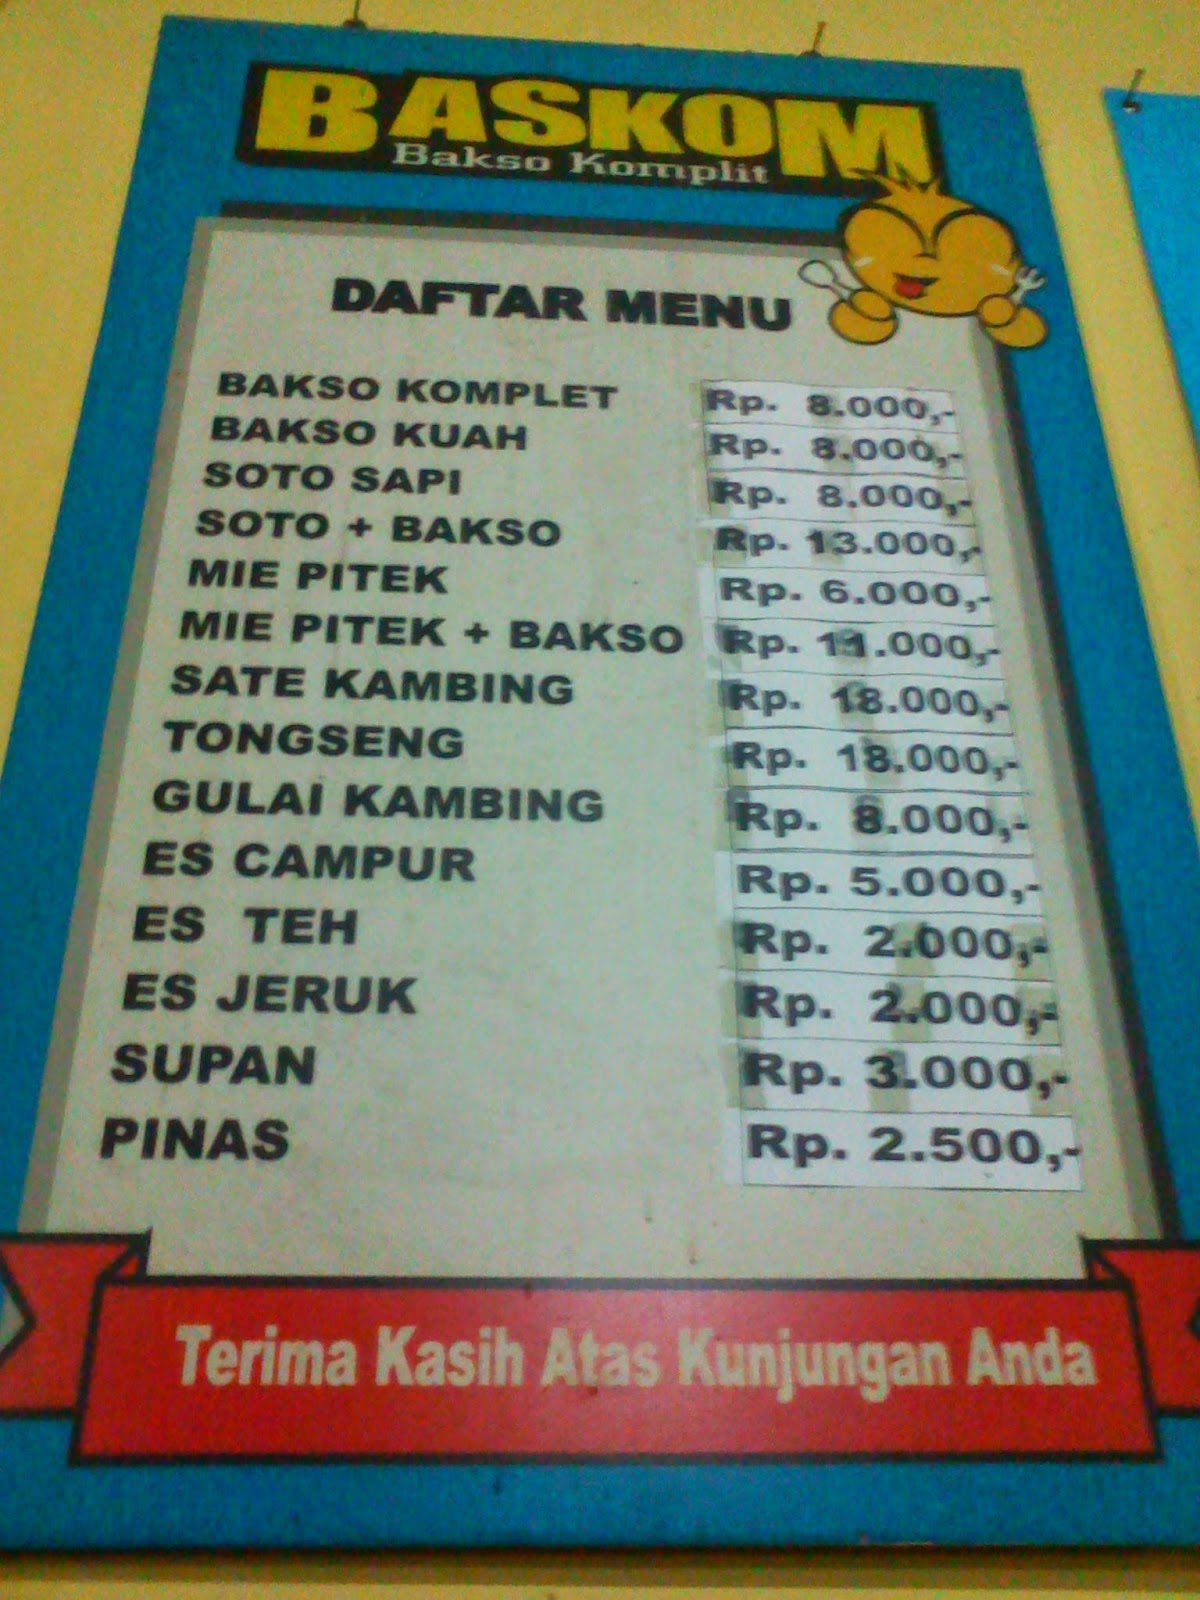 BASKOM
Bakso Komplit
DAFTAR MENU
BAKSO KOMPLET Rp. 8.000,-
BAKSO KUAH Rp. 8.000,-
SOTO SAPI Rp. 8.000,-
SOTO + BAKSO Rp. 13.000,-
MIE PITEK Rp. 6.000,-
MIE PITEK + BAKSO Rp. 11.000,-
SATE KAMBING Rp. 18.000,-
TONGSENG Rp. 18.000,-
GULAI KAMBING Rp. 8.000,-
ES CAMPUR Rp. 5.000,-
ES TEH Rp. 2.000,-
ES JERUK Rp. 2.000,-
SUPAN Rp. 3.000,-
PINAS Rp. 2.500,-
Terima Kasih Atas Kunjungan Anda